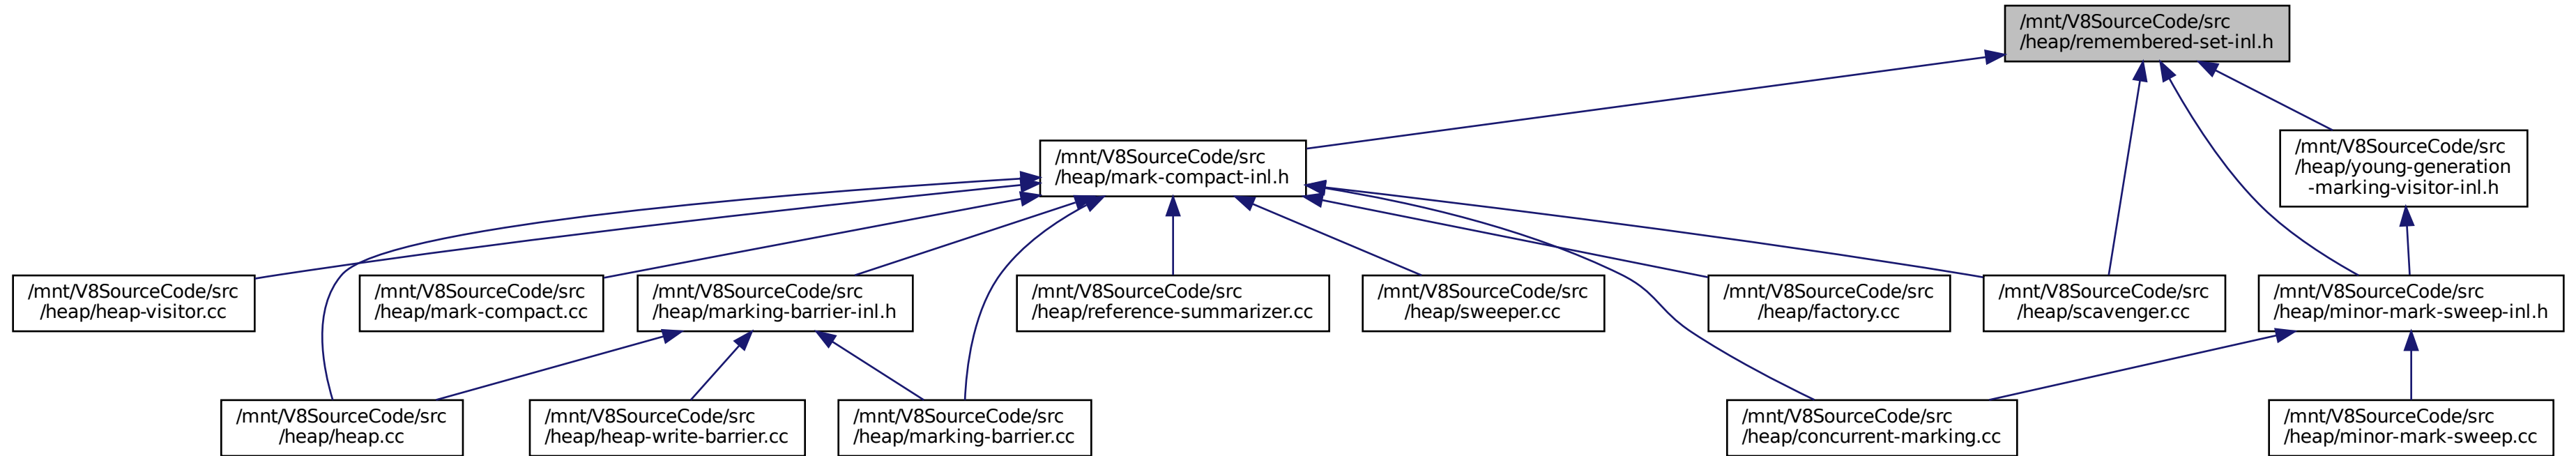 /mnt/V8SourceCode/src
/heap/remembered-set-inl.h
/mnt/V8SourceCode/src
/heap/young-generation
-marking-visitor-inl.h
/mnt/V8SourceCode/src
/heap/mark-compact-inl.h
/mnt/V8SourceCode/src
/heap/heap-visitor.cc
/mnt/V8SourceCode/src
/heap/mark-compact.cc
/mnt/V8SourceCode/src
/heap/marking-barrier-inl.h
/mnt/V8SourceCode/src
/heap/reference-summarizer.cc
/mnt/V8SourceCode/src
/heap/sweeper.cc
/mnt/V8SourceCode/src
/heap/factory.cc
/mnt/V8SourceCode/src
/heap/scavenger.cc
/mnt/V8SourceCode/src
/heap/minor-mark-sweep-inl.h
/mnt/V8SourceCode/src
/heap/heap.cc
/mnt/V8SourceCode/src
/heap/heap-write-barrier.cc
/mnt/V8SourceCode/src
/heap/marking-barrier.cc
/mnt/V8SourceCode/src
/heap/concurrent-marking.cc
/mnt/V8SourceCode/src
/heap/minor-mark-sweep.cc